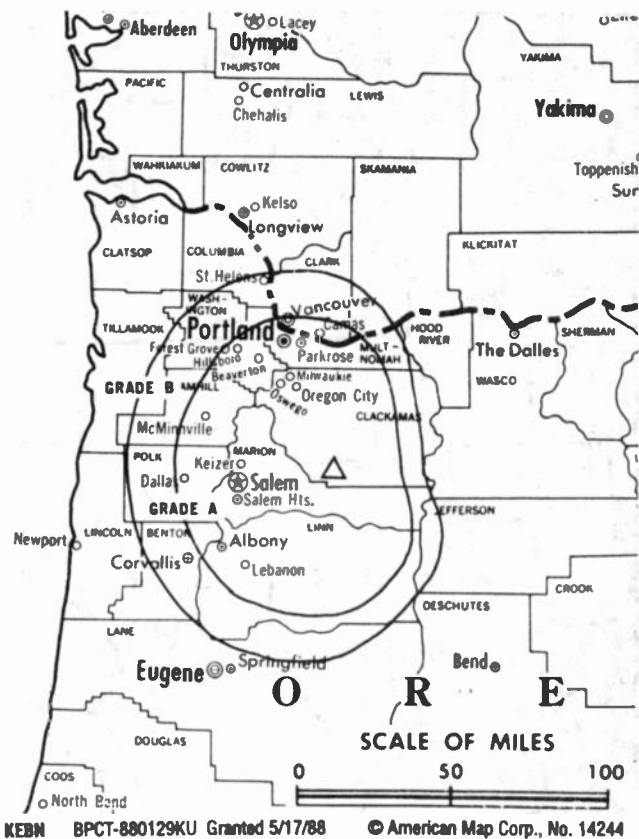 Aberdeen
Lacey
Olympia
THURSTON
YAKIMA
PACIFIC
Centralia
LEWIS
Chehalis
Yakima
WAHKIAKUM
COWLITZ
SKAMANIA
Toppenish
Sun
Kelso
Astoria
Longview
KLICKITAT
CLATSOP
COLUMBIA
CLARK
St. Helens
WASH-
INGTON
Vancouver
TILLAMOOK
Portland
Camas
HOOD
RIVER
SHERMAN
Forest Grove
Parkrose
MULT-
NOMAH
The Dalles
Hillsboro
Beaverton
WASCO
GRADE B
AMHILL
Milwaukie
Oswego
Oregon City
CLACKAMAS
McMinnville
POLK
MARION
Keizer
Dallas
Salem
Salem Hts.
GRADE A
JEFFERSON
LINCOLN
BENTON
LINN
Newport
Albony
Corvallis
Lebanon
CROOK
DESCHUTES
LANE
Eugene
Springfield
Bend
O R E
DOUGLAS
SCALE OF MILES
COOS
0 50 100
North Bend
KEBN BPCT-880129KU Granted 5/17/88 © American Map Corp., No. 14244